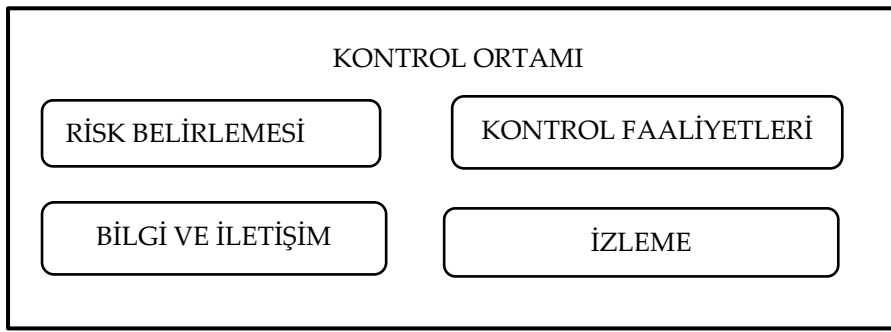 KONTROL ORTAMI
RİSK BELİRLEMESİ
KONTROL FAALİYETLERİ
BİLGİ VE İLETİŞİM
İZLEME